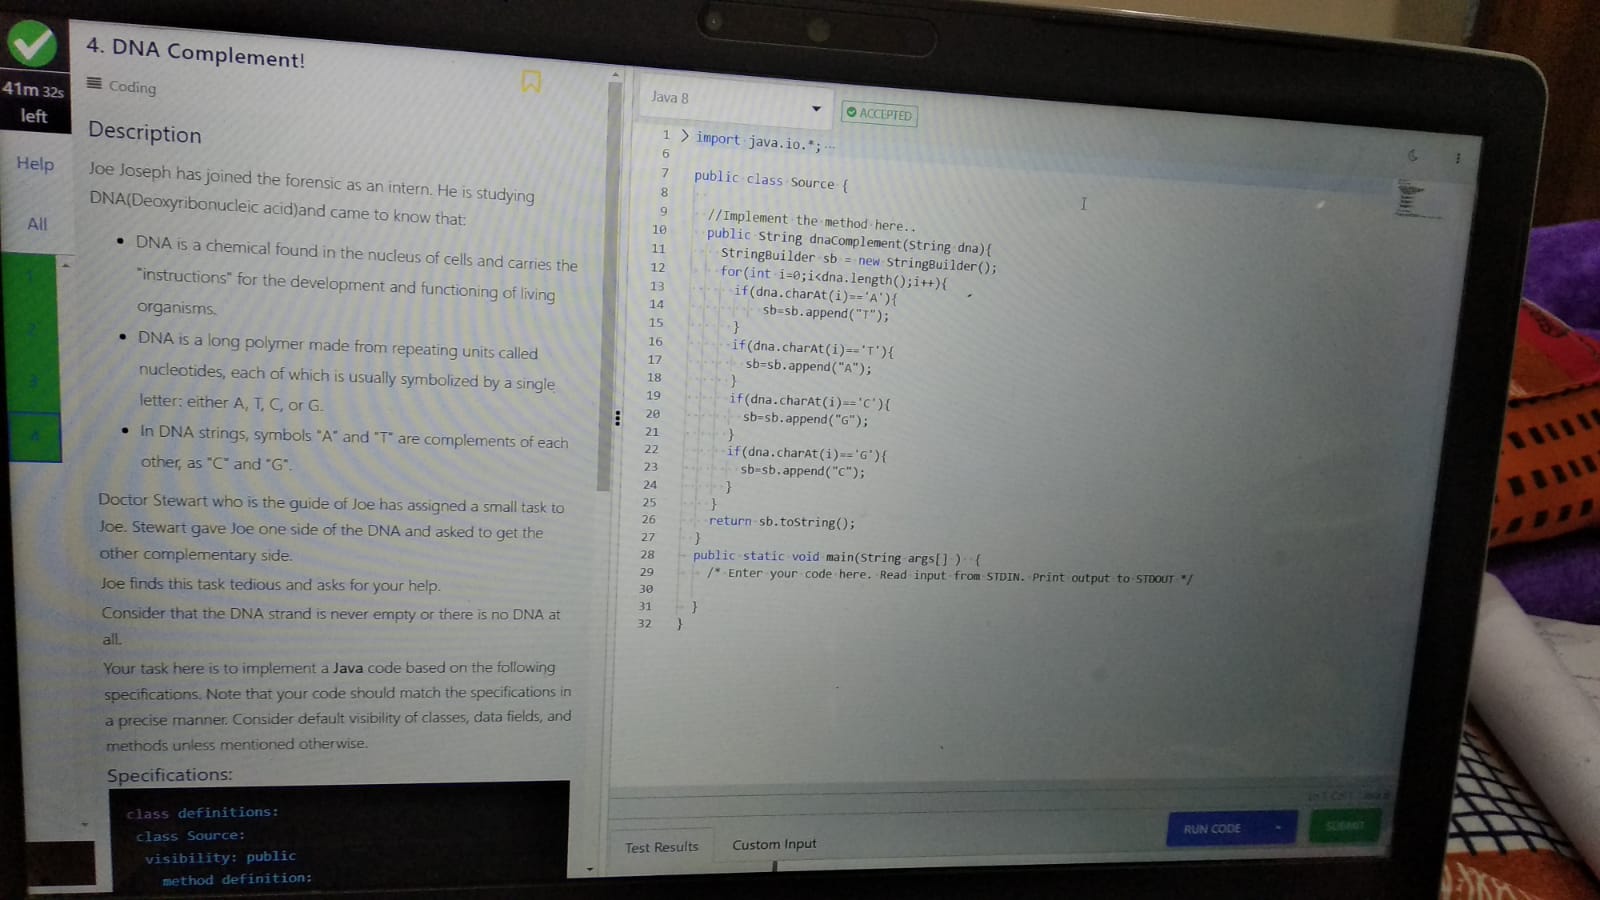 41m 32s
left
Help
All
1
2
3
4
4. DNA Complement!
Coding
Description
Joe Joseph has joined the forensic as an intern. He is studying
DNA(Deoxyribonucleic acid)and came to know that:
• DNA is a chemical found in the nucleus of cells and carries the
"instructions" for the development and functioning of living
organisms.
• DNA is a long polymer made from repeating units called
nucleotides, each of which is usually symbolized by a single
letter: either A, T, C, or G.
• In DNA strings, symbols "A" and "T" are complements of each
other, as "C" and "G".
Doctor Stewart who is the guide of Joe has assigned a small task to
Joe. Stewart gave Joe one side of the DNA and asked to get the
other complementary side.
Joe finds this task tedious and asks for your help.
Consider that the DNA strand is never empty or there is no DNA at
all.
Your task here is to implement a Java code based on the following
specifications. Note that your code should match the specifications in
a precise manner. Consider default visibility of classes, data fields, and
methods unless mentioned otherwise.
Specifications:
class definitions:
class Source:
visibility: public
method definition:
Java 8
ACCEPTED
1 import java.io.*;
6
7 public class Source {
8
9 //Implement the method here..
10 public String dnaComplement(String dna){
11 StringBuilder sb = new StringBuilder();
12 for(int i=0;i<dna.length();i++){
13 if(dna.charAt(i)=='A'){
14 sb=sb.append("T");
15 }
16 if(dna.charAt(i)=='T'){
17 sb=sb.append("A");
18 }
19 if(dna.charAt(i)=='C'){
20 sb=sb.append("G");
21 }
22 if(dna.charAt(i)=='G'){
23 sb=sb.append("C");
24 }
25 }
26 return sb.toString();
27 }
28 public static void main(String args[] ) {
29 /* Enter your code here. Read input from STDIN. Print output to STDOUT */
30
31 }
32 }
Test Results
Custom Input
RUN CODE
SUBMIT